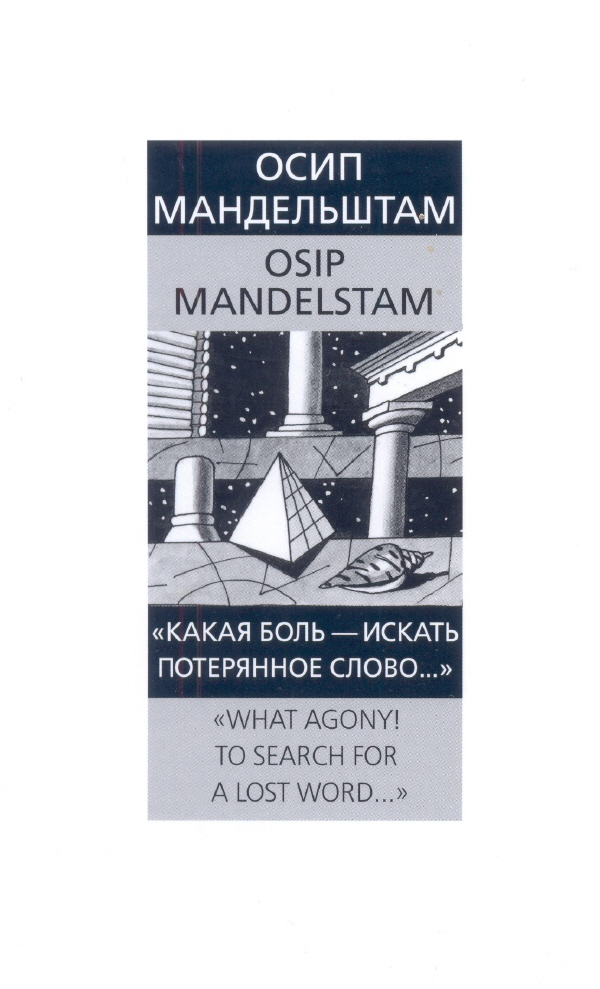 ОСИП
МАНДЕЛЬШТАМ
OSIP
MANDELSTAM
«КАКАЯ БОЛЬ — ИСКАТЬ
ПОТЕРЯННОЕ СЛОВО...»
«WHAT AGONY!
TO SEARCH FOR
A LOST WORD...»